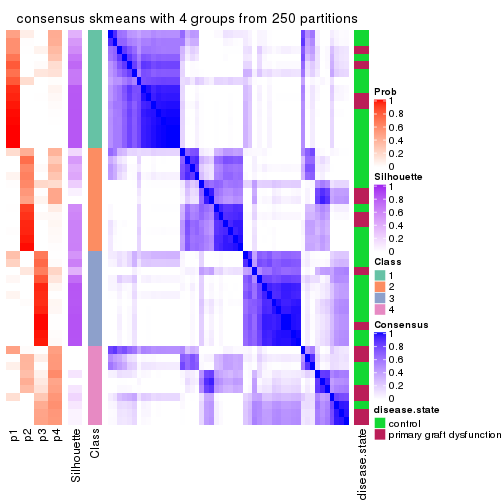 consensus skmeans with 4 groups from 250 partitions
Prob
1
0.8
0.6
0.4
0.2
0
Silhouette
1
0.8
0.6
0.4
0.2
0
Class
1
2
3
4
Consensus
1
0.8
0.6
0.4
0.2
0
disease.state
control
primary graft dysfunction
p1
p2
p3
p4
Silhouette
Class
disease.state